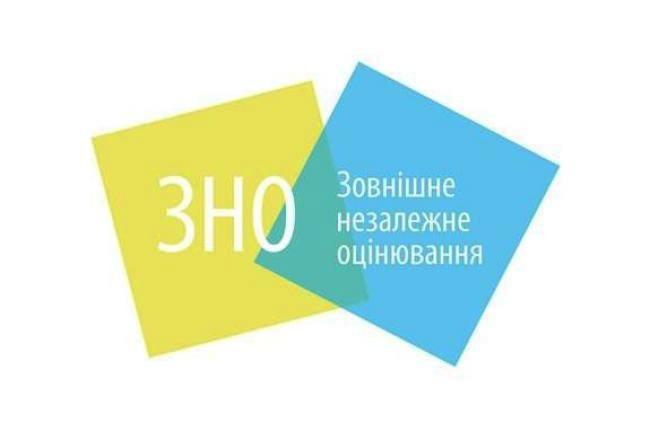 ЗНО
Зовнішнє
незалежне
оцінювання